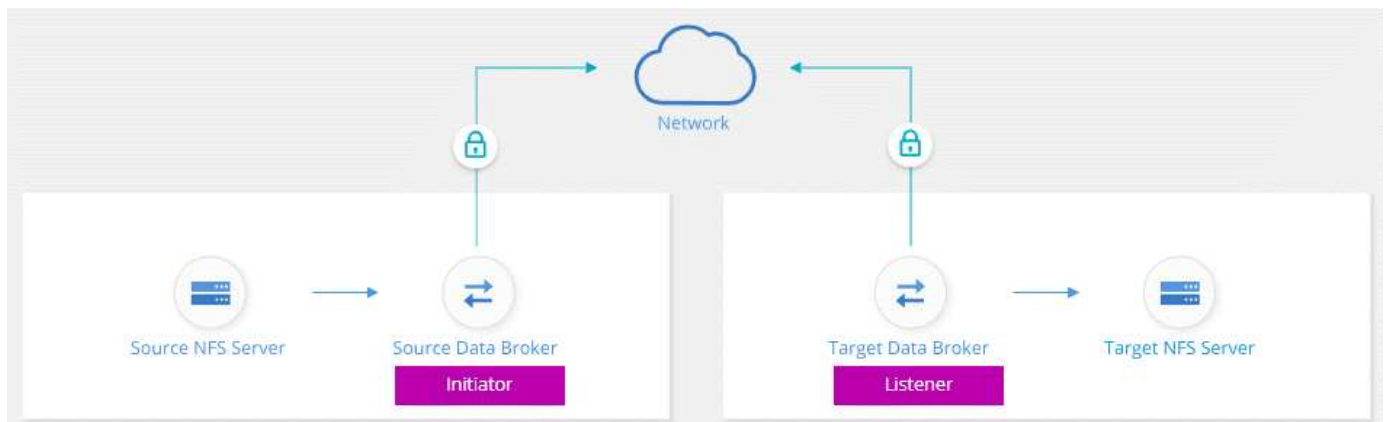 Network
Source NFS Server
Source Data Broker
Target Data Broker
Target NFS Server
Initiator
Listener